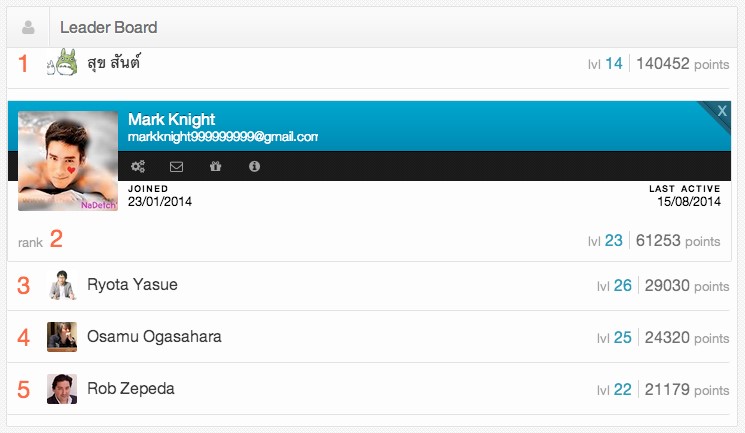 Leader Board
1 สุข สันต์ lvl 14 140452 points
X
Mark Knight
markknight999999999@gmail.com
JOINED LAST ACTIVE
23/01/2014 15/08/2014
NaDetch
rank 2 lvl 23 61253 points
3 Ryota Yasue lvl 26 29030 points
4 Osamu Ogasahara lvl 25 24320 points
5 Rob Zepeda lvl 22 21179 points